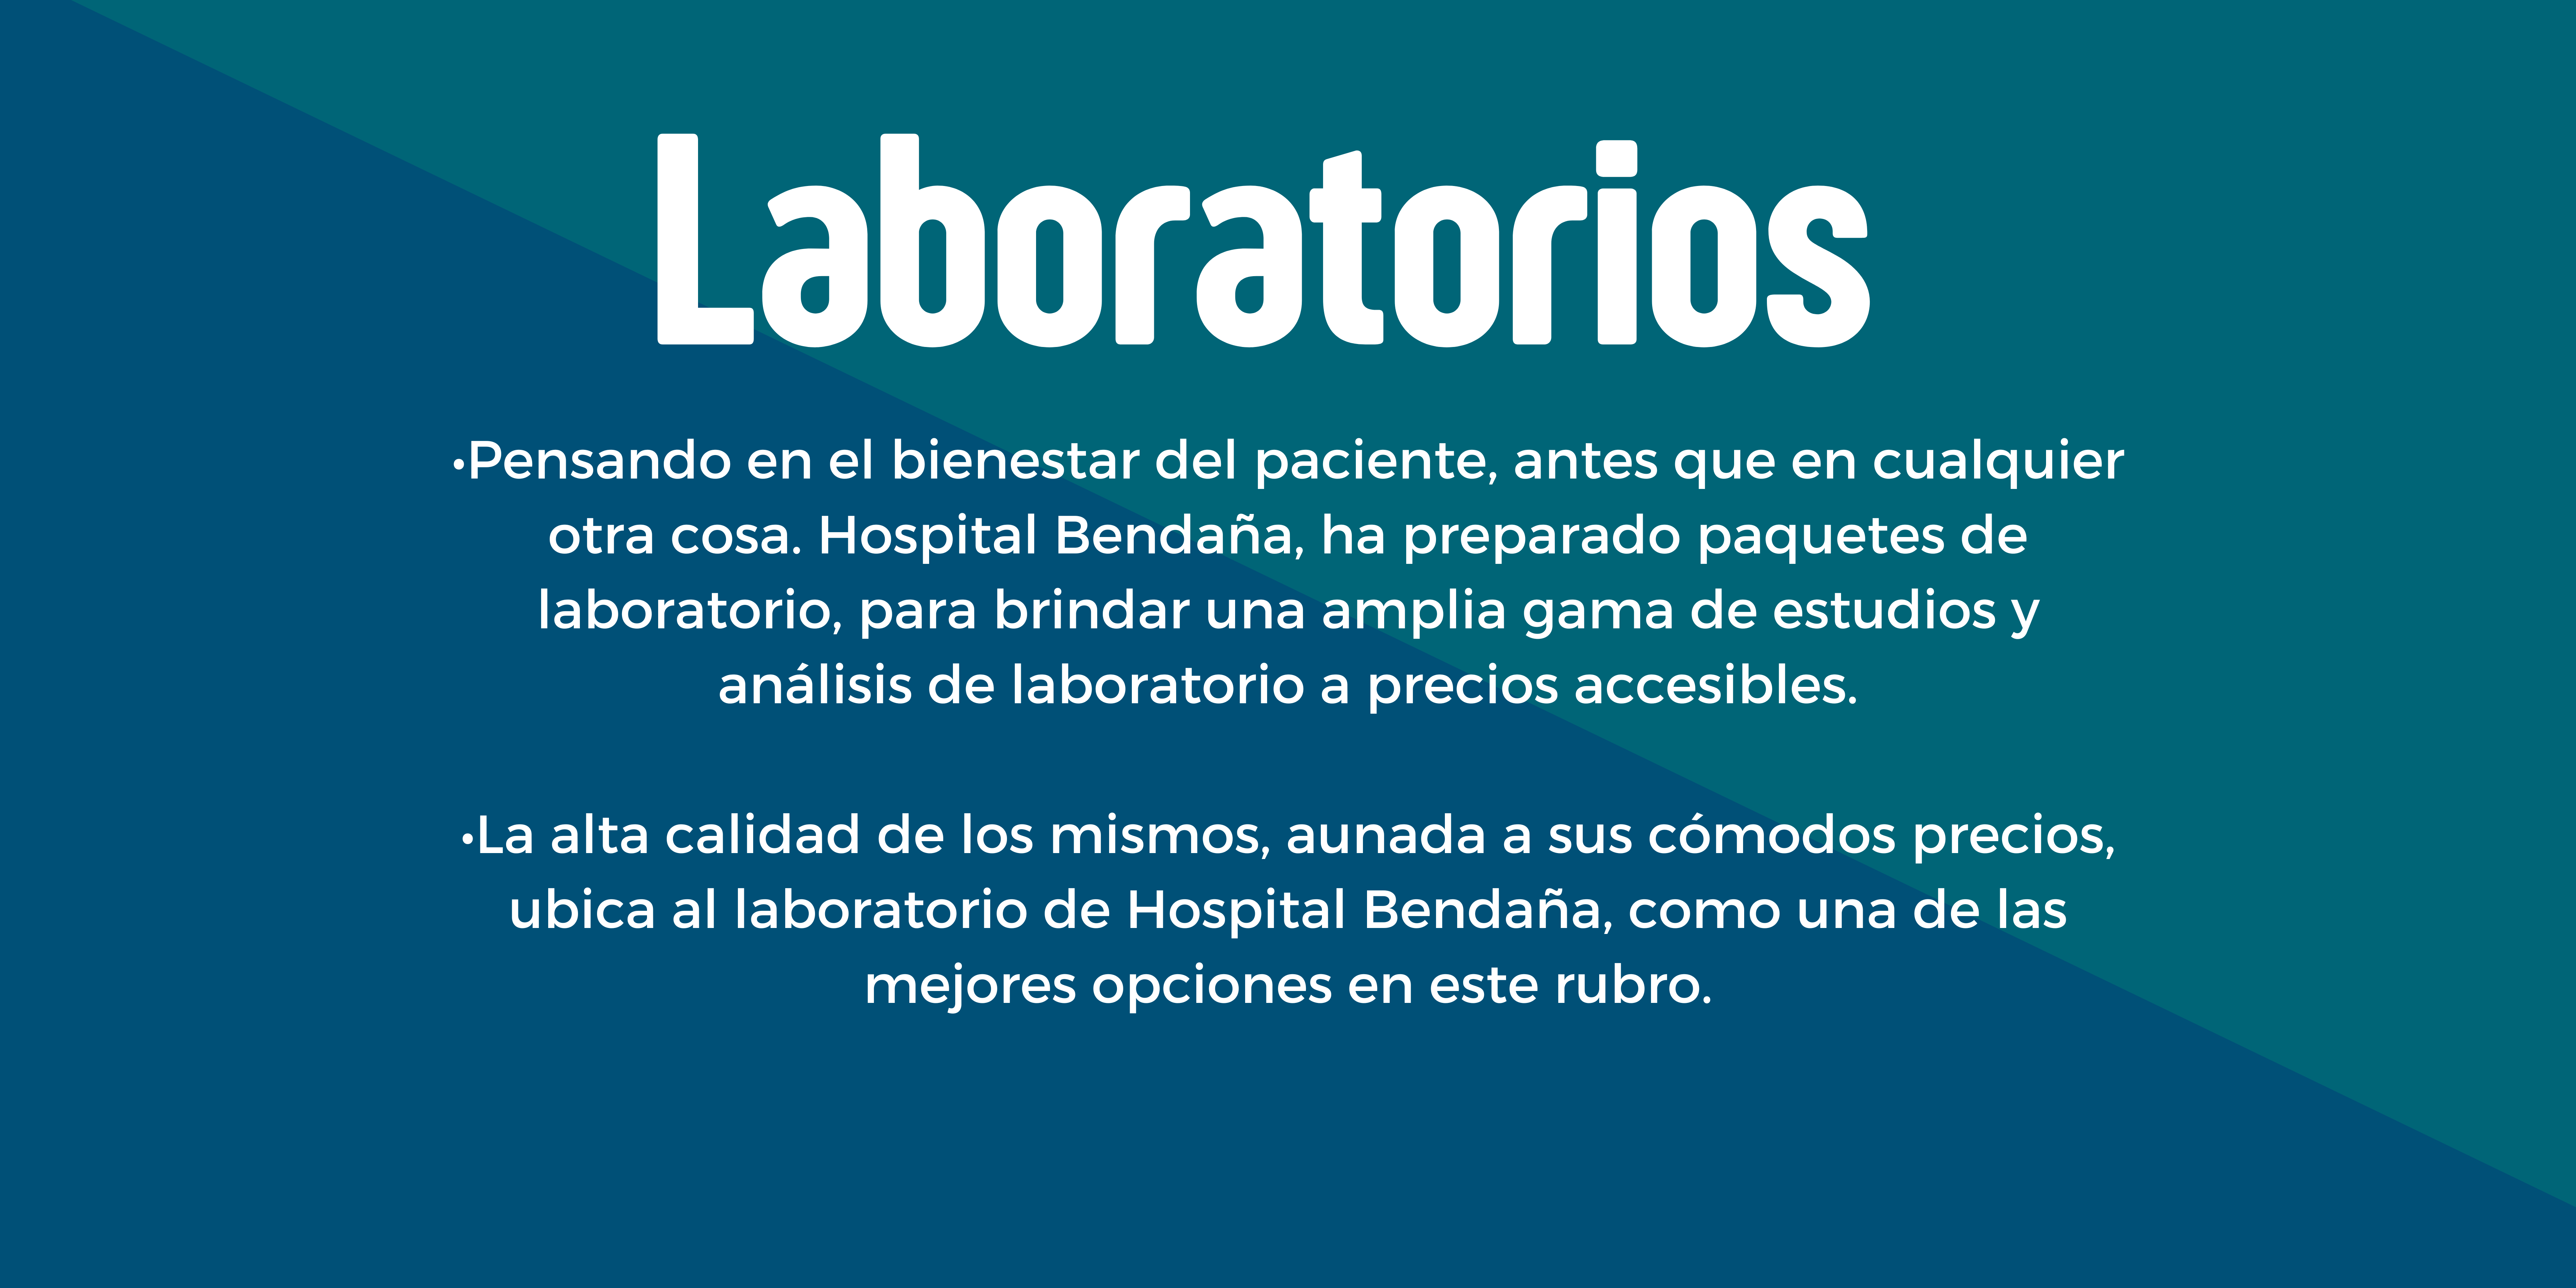 Laboratorios
•Pensando en el bienestar del paciente, antes que en cualquier
otra cosa. Hospital Bendaña, ha preparado paquetes de
laboratorio, para brindar una amplia gama de estudios y
análisis de laboratorio a precios accesibles.
•La alta calidad de los mismos, aunada a sus cómodos precios,
ubica al laboratorio de Hospital Bendaña, como una de las
mejores opciones en este rubro.